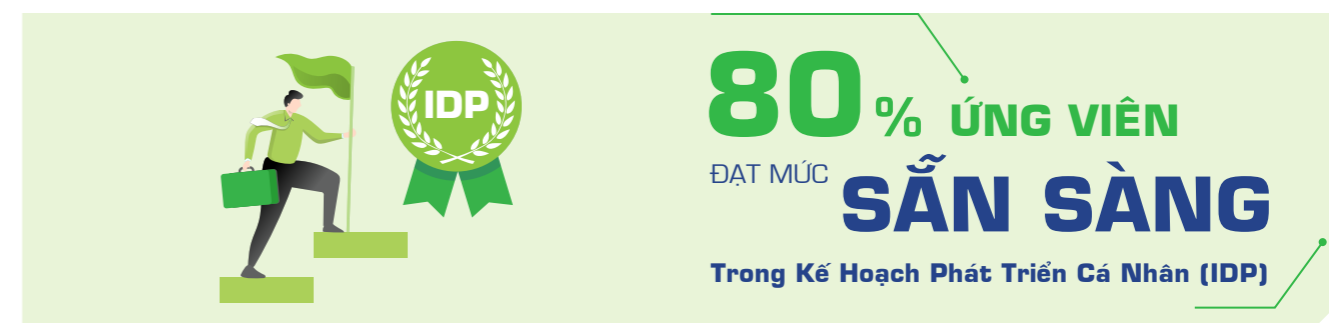 IDP
80% ỨNG VIÊN
ĐẠT MỨC SẴN SÀNG
Trong Kế Hoạch Phát Triển Cá Nhân (IDP)